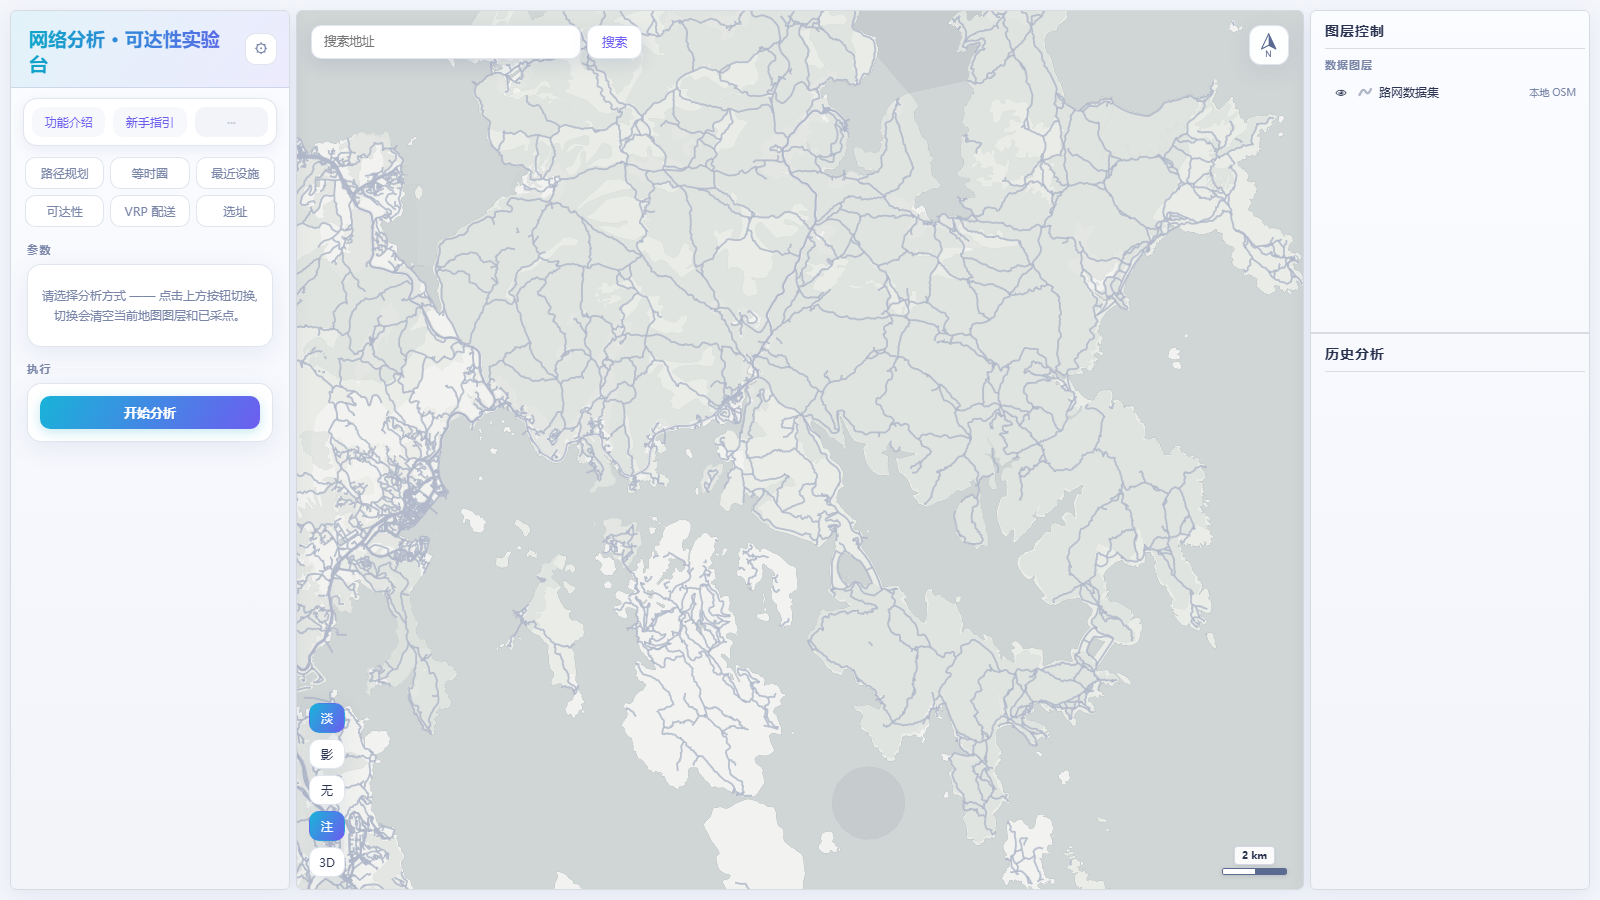 网络分析·可达性实验台
功能介绍
新手指引
...
路径规划
等时圈
最近设施
可达性
VRP 配送
选址
参数
请选择分析方式 —— 点击上方按钮切换,
切换会清空当前地图图层和已采点。
执行
开始分析
搜索地址
搜索
N
淡
影
无
注
3D
2 km
图层控制
数据图层
路网数据集
本地 OSM
历史分析